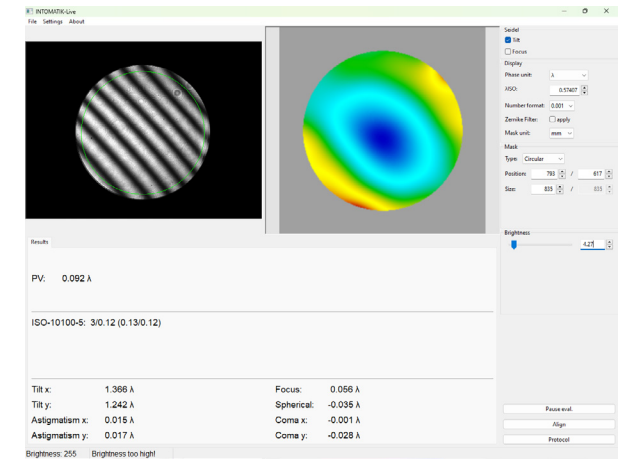 INTOMATIK-Live
File Settings About
Seidel
Tilt
Focus
Display
Phase unit: λ
λISO: 0.57407
Number format: 0.001
Zernike Filter: apply
Mask unit: mm
Mask
Type: Circular
Position: 793 / 617
Size: 835 / 835
Brightness
4.27
Results
PV: 0.092 λ
ISO-10100-5: 3/0.12 (0.13/0.12)
Tilt x: 1.366 λ Focus: 0.056 λ
Tilt y: 1.242 λ Spherical: -0.035 λ
Astigmatism x: 0.015 λ Coma x: -0.001 λ
Astigmatism y: 0.017 λ Coma y: -0.028 λ
Pause eval.
Align
Protocol
Brightness: 255 Brightness too high!